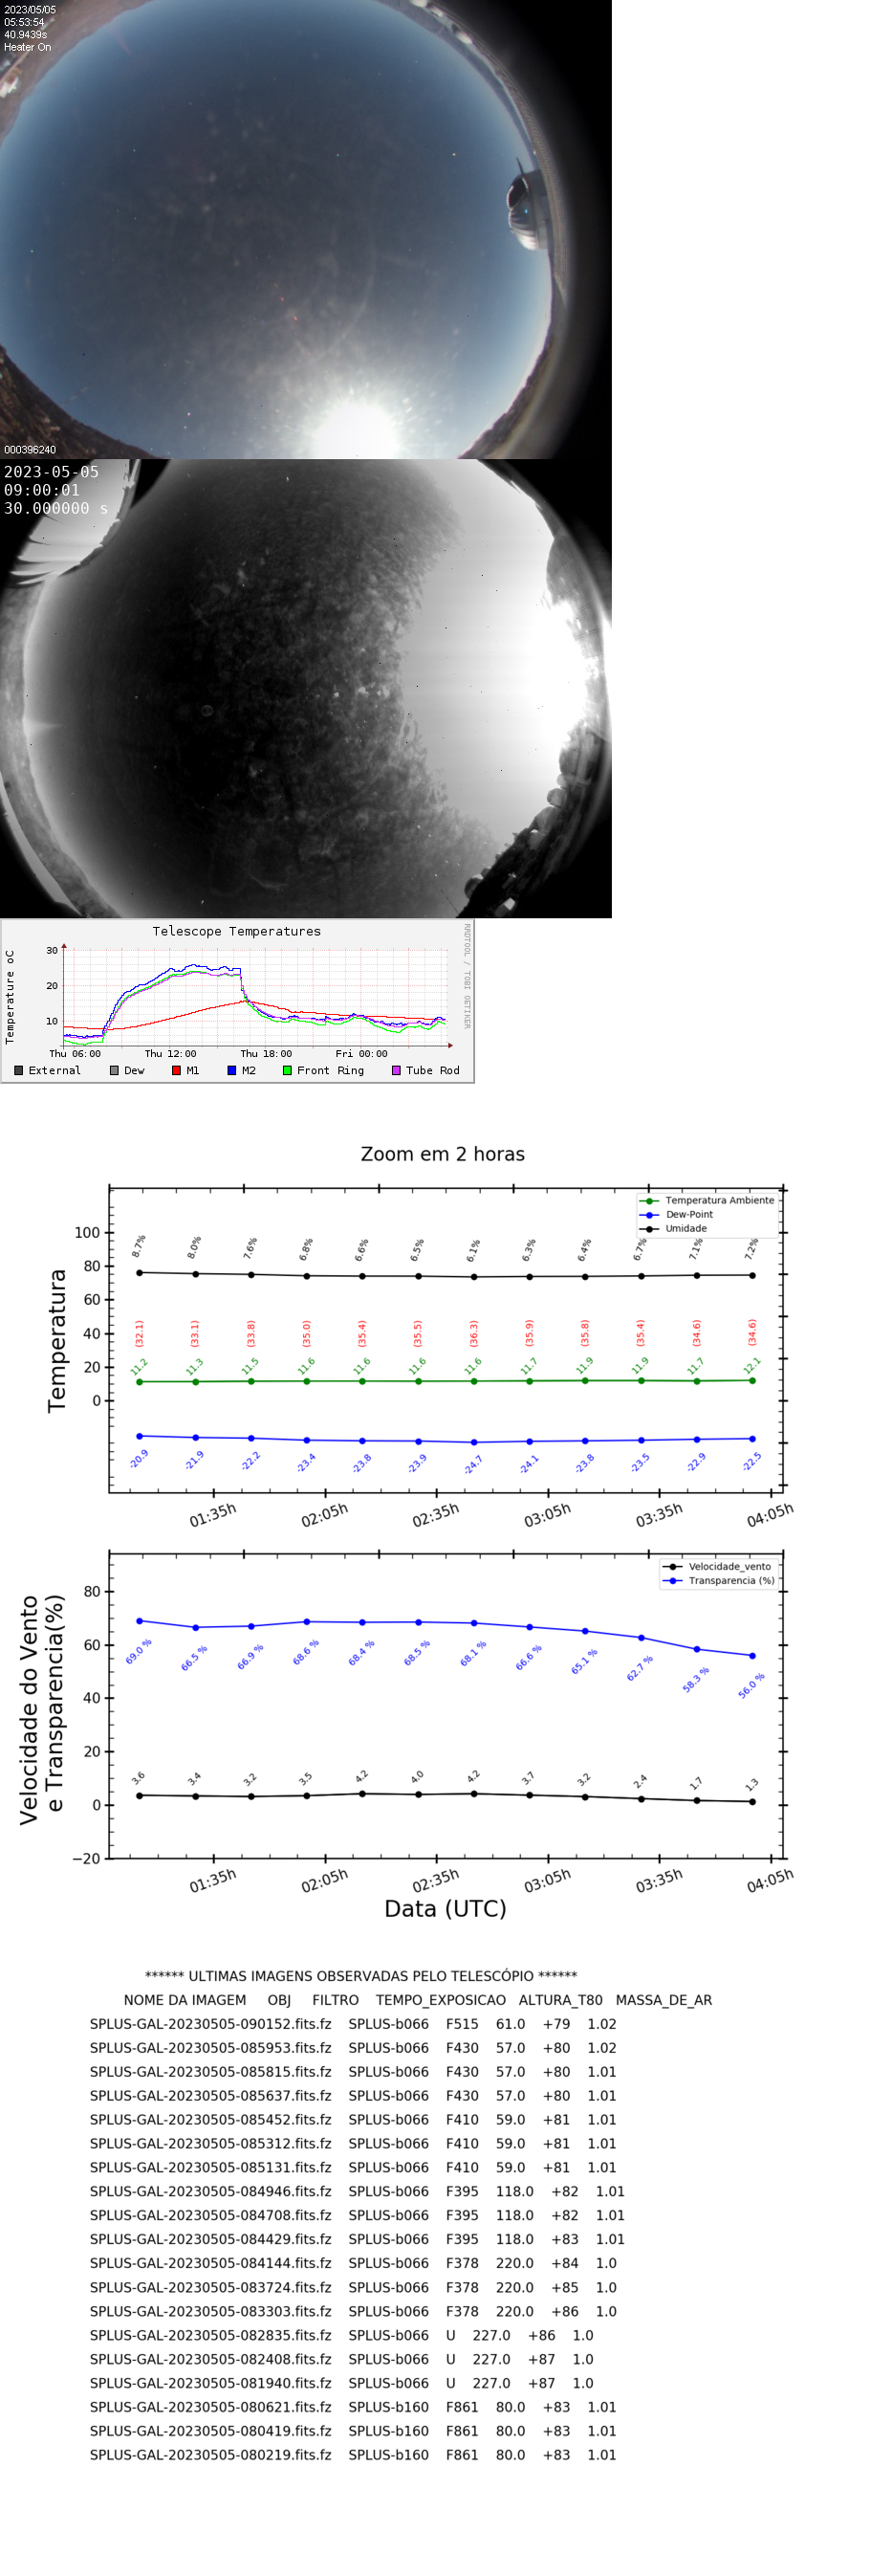 2023/05/05
05:53:54
40.9439s
Heater On
000396240
2023-05-05
09:00:01
30.000000 s
Telescope Temperatures
RRDTOOL / TOBI OETIKER
Temperature oC
30
20
10
Thu 06:00 Thu 12:00 Thu 18:00 Fri 00:00
External Dew M1 M2 Front Ring Tube Rod
Zoom em 2 horas
Temperatura Ambiente
Dew-Point
Umidade
Temperatura
100
80
60
40
20
0
8.7% 8.0% 7.6% 6.8% 6.6% 6.5% 6.1% 6.3% 6.4% 6.7% 7.1% 7.2%
(32.1) (33.1) (33.8) (35.0) (35.4) (35.5) (36.3) (35.9) (35.8) (35.4) (34.6) (34.6)
11.2 11.3 11.5 11.6 11.6 11.6 11.6 11.7 11.9 11.9 11.7 12.1
-20.9 -21.9 -22.2 -23.4 -23.8 -23.9 -24.7 -24.1 -23.8 -23.5 -22.9 -22.5
01:35h 02:05h 02:35h 03:05h 03:35h 04:05h
Velocidade_vento
Transparencia (%)
Velocidade do Vento
e Transparencia(%)
80
60
40
20
0
−20
69.0 % 66.5 % 66.9 % 68.6 % 68.4 % 68.5 % 68.1 % 66.6 % 65.1 % 62.7 % 58.3 % 56.0 %
3.6 3.4 3.2 3.5 4.2 4.0 4.2 3.7 3.2 2.4 1.7 1.3
01:35h 02:05h 02:35h 03:05h 03:35h 04:05h
Data (UTC)
****** ULTIMAS IMAGENS OBSERVADAS PELO TELESCÓPIO ******
NOME DA IMAGEM OBJ FILTRO TEMPO_EXPOSICAO ALTURA_T80 MASSA_DE_AR
SPLUS-GAL-20230505-090152.fits.fz SPLUS-b066 F515 61.0 +79 1.02
SPLUS-GAL-20230505-085953.fits.fz SPLUS-b066 F430 57.0 +80 1.02
SPLUS-GAL-20230505-085815.fits.fz SPLUS-b066 F430 57.0 +80 1.01
SPLUS-GAL-20230505-085637.fits.fz SPLUS-b066 F430 57.0 +80 1.01
SPLUS-GAL-20230505-085452.fits.fz SPLUS-b066 F410 59.0 +81 1.01
SPLUS-GAL-20230505-085312.fits.fz SPLUS-b066 F410 59.0 +81 1.01
SPLUS-GAL-20230505-085131.fits.fz SPLUS-b066 F410 59.0 +81 1.01
SPLUS-GAL-20230505-084946.fits.fz SPLUS-b066 F395 118.0 +82 1.01
SPLUS-GAL-20230505-084708.fits.fz SPLUS-b066 F395 118.0 +82 1.01
SPLUS-GAL-20230505-084429.fits.fz SPLUS-b066 F395 118.0 +83 1.01
SPLUS-GAL-20230505-084144.fits.fz SPLUS-b066 F378 220.0 +84 1.0
SPLUS-GAL-20230505-083724.fits.fz SPLUS-b066 F378 220.0 +85 1.0
SPLUS-GAL-20230505-083303.fits.fz SPLUS-b066 F378 220.0 +86 1.0
SPLUS-GAL-20230505-082835.fits.fz SPLUS-b066 U 227.0 +86 1.0
SPLUS-GAL-20230505-082408.fits.fz SPLUS-b066 U 227.0 +87 1.0
SPLUS-GAL-20230505-081940.fits.fz SPLUS-b066 U 227.0 +87 1.0
SPLUS-GAL-20230505-080621.fits.fz SPLUS-b160 F861 80.0 +83 1.01
SPLUS-GAL-20230505-080419.fits.fz SPLUS-b160 F861 80.0 +83 1.01
SPLUS-GAL-20230505-080219.fits.fz SPLUS-b160 F861 80.0 +83 1.01